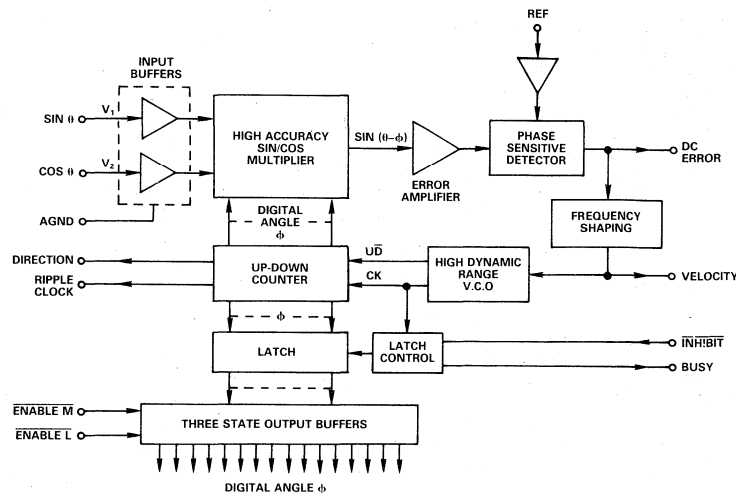 REF
INPUT
BUFFERS
SIN θ
V1
HIGH ACCURACY
SIN/COS
MULTIPLIER
SIN (θ–ϕ)
PHASE
SENSITIVE
DETECTOR
DC
ERROR
COS θ
V2
ERROR
AMPLIFIER
AGND
DIGITAL
ANGLE
ϕ
FREQUENCY
SHAPING
DIRECTION
UP-DOWN
COUNTER
UD̅
HIGH DYNAMIC
RANGE
V.C.O
VELOCITY
RIPPLE
CLOCK
CK
ϕ
LATCH
LATCH
CONTROL
INH!BIT
BUSY
ENABLE M
ENABLE L
THREE STATE OUTPUT BUFFERS
DIGITAL ANGLE ϕ